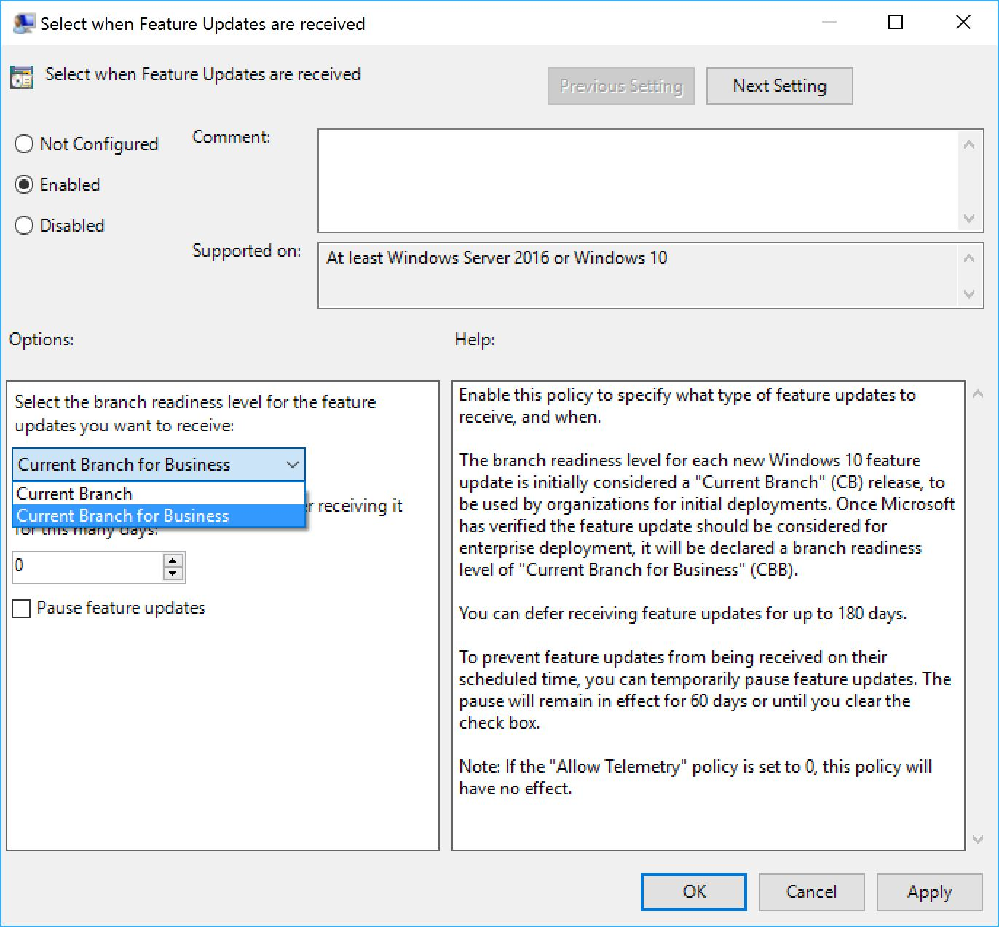 Select when Feature Updates are received
Select when Feature Updates are received
Previous Setting
Next Setting
Not Configured
Enabled
Disabled
Comment:
Supported on:
At least Windows Server 2016 or Windows 10
Options:
Help:
Select the branch readiness level for the feature
updates you want to receive:
Current Branch for Business
Current Branch
Current Branch for Business
receiving it
for this many days:
0
Pause feature updates
Enable this policy to specify what type of feature updates to
receive, and when.
The branch readiness level for each new Windows 10 feature
update is initially considered a "Current Branch" (CB) release, to
be used by organizations for initial deployments. Once Microsoft
has verified the feature update should be considered for
enterprise deployment, it will be declared a branch readiness
level of "Current Branch for Business" (CBB).
You can defer receiving feature updates for up to 180 days.
To prevent feature updates from being received on their
scheduled time, you can temporarily pause feature updates. The
pause will remain in effect for 60 days or until you clear the
check box.
Note: If the "Allow Telemetry" policy is set to 0, this policy will
have no effect.
OK
Cancel
Apply